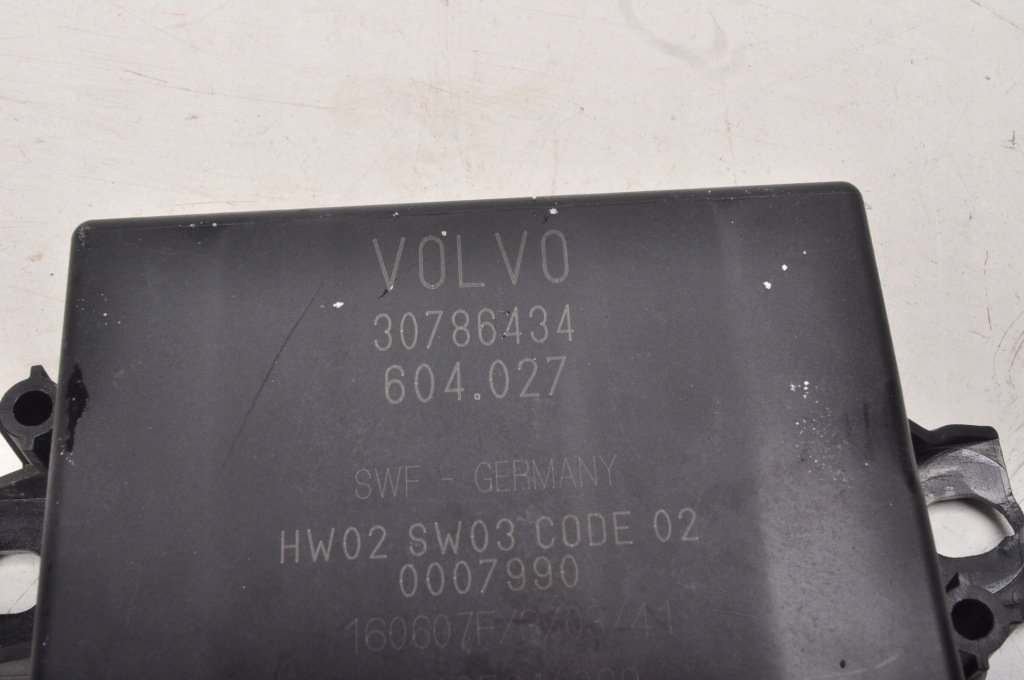 VOLVO
30786434
604.027
SWF - GERMANY
HW02 SW03 CODE 02
0007990